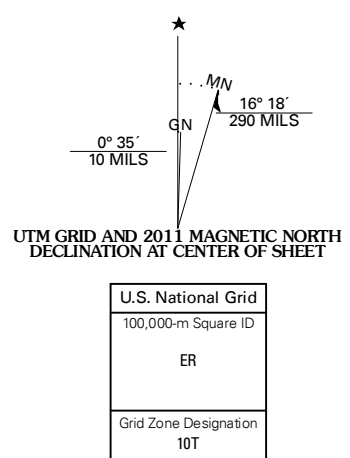 MN
16° 18´
290 MILS
GN
0° 35´
10 MILS
UTM GRID AND 2011 MAGNETIC NORTH
DECLINATION AT CENTER OF SHEET
U.S. National Grid
100,000-m Square ID
ER
Grid Zone Designation
10T